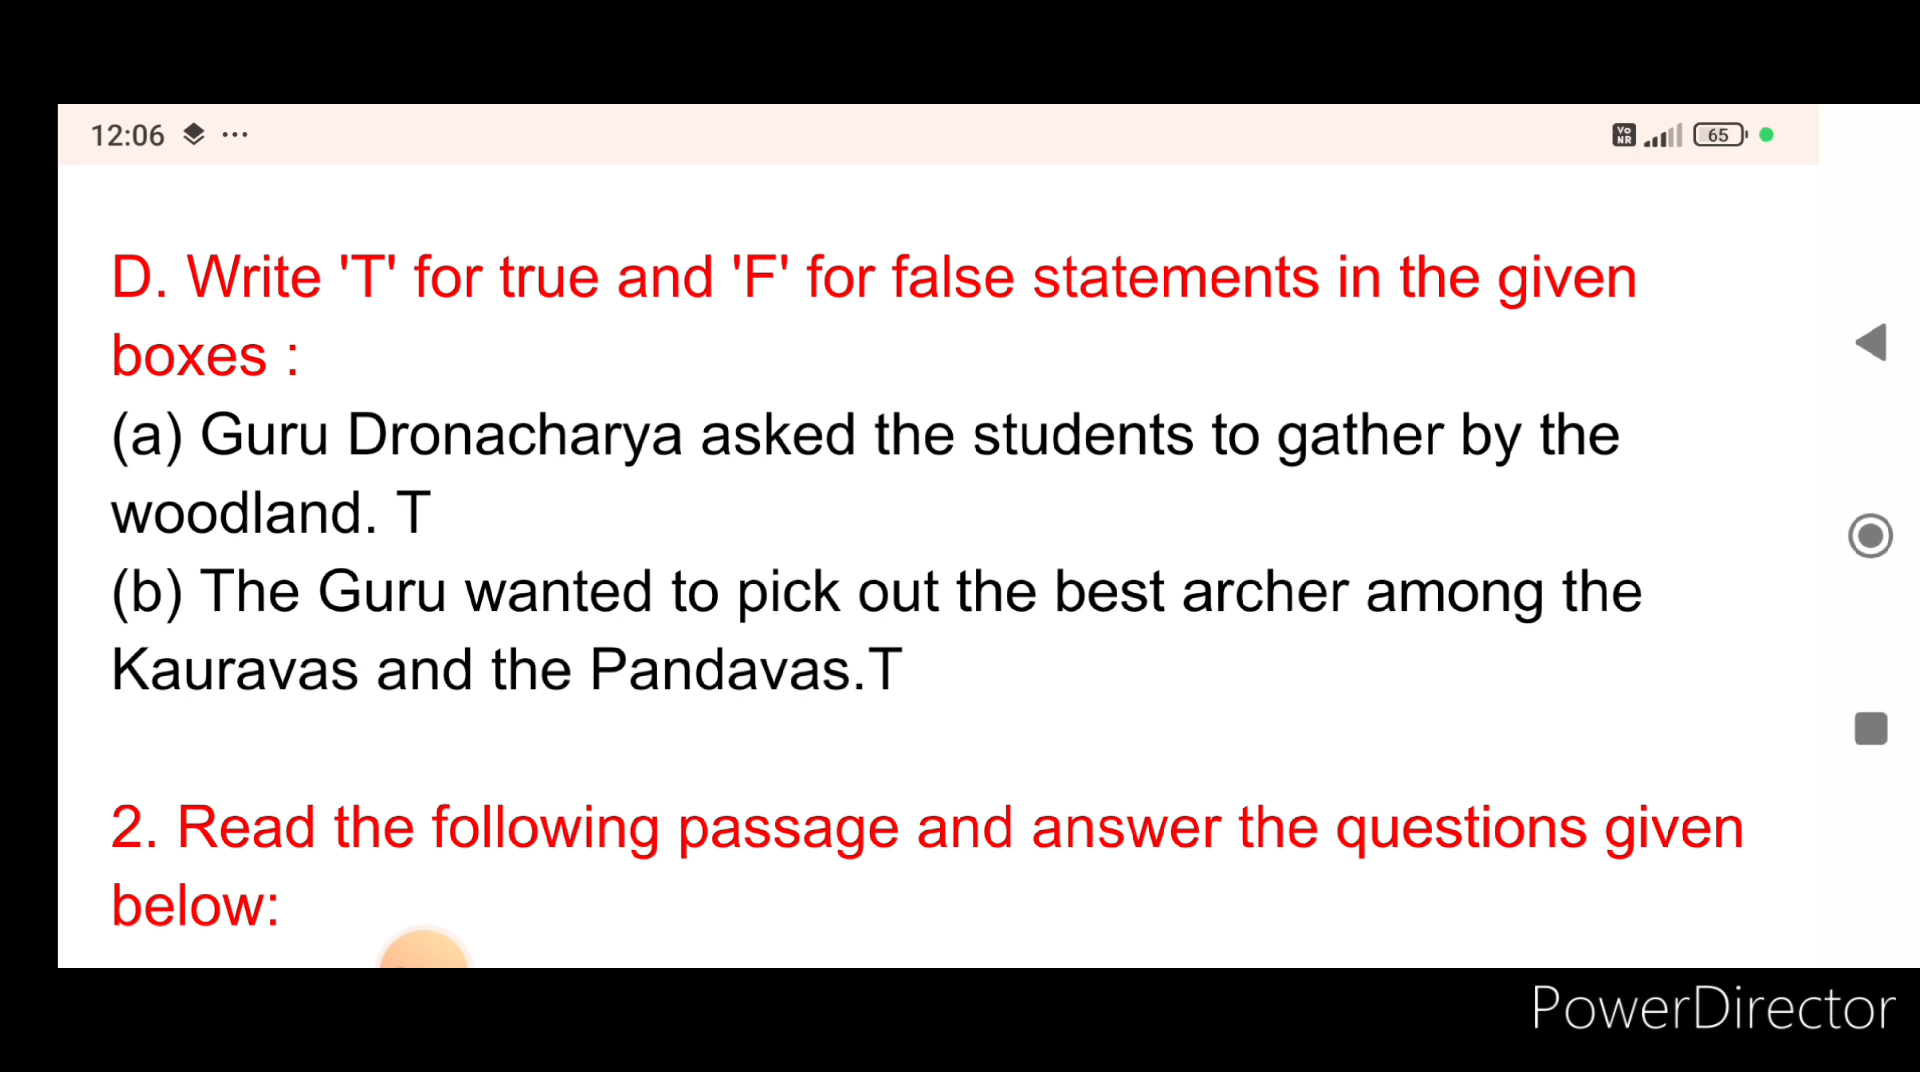 12:06 ...
Vo NR 65
D. Write 'T' for true and 'F' for false statements in the given
boxes :
(a) Guru Dronacharya asked the students to gather by the
woodland. T
(b) The Guru wanted to pick out the best archer among the
Kauravas and the Pandavas.T
2. Read the following passage and answer the questions given
below:
PowerDirector